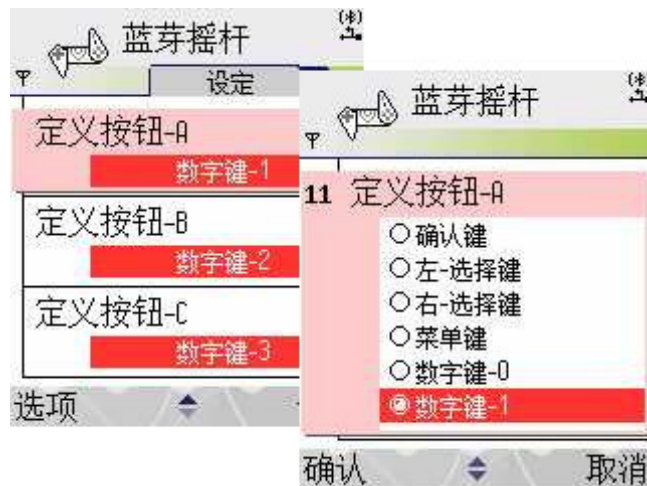 蓝芽摇杆
设定
定义按钮-A
数字键-1
定义按钮-B
数字键-2
定义按钮-C
数字键-3
选项
蓝芽摇杆
11 定义按钮-A
确认键
左-选择键
右-选择键
菜单键
数字键-0
数字键-1
确认 取消